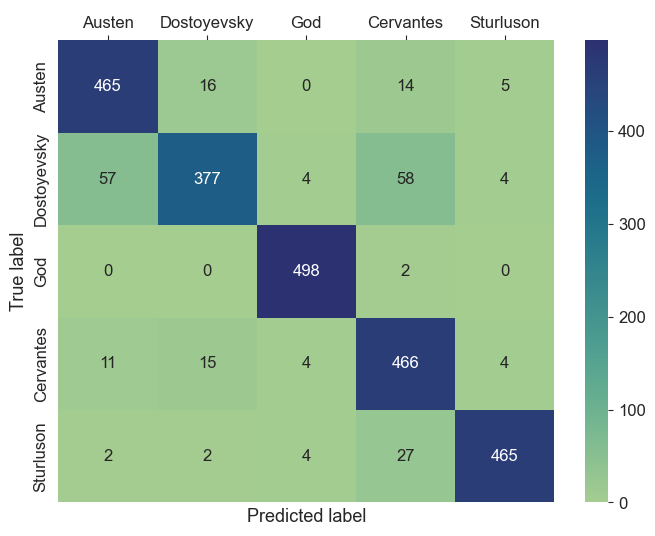 Austen Dostoyevsky God Cervantes Sturluson
Austen 465 16 0 14 5
Dostoyevsky 57 377 4 58 4
God 0 0 498 2 0
Cervantes 11 15 4 466 4
Sturluson 2 2 4 27 465
True label
Predicted label
400
300
200
100
0